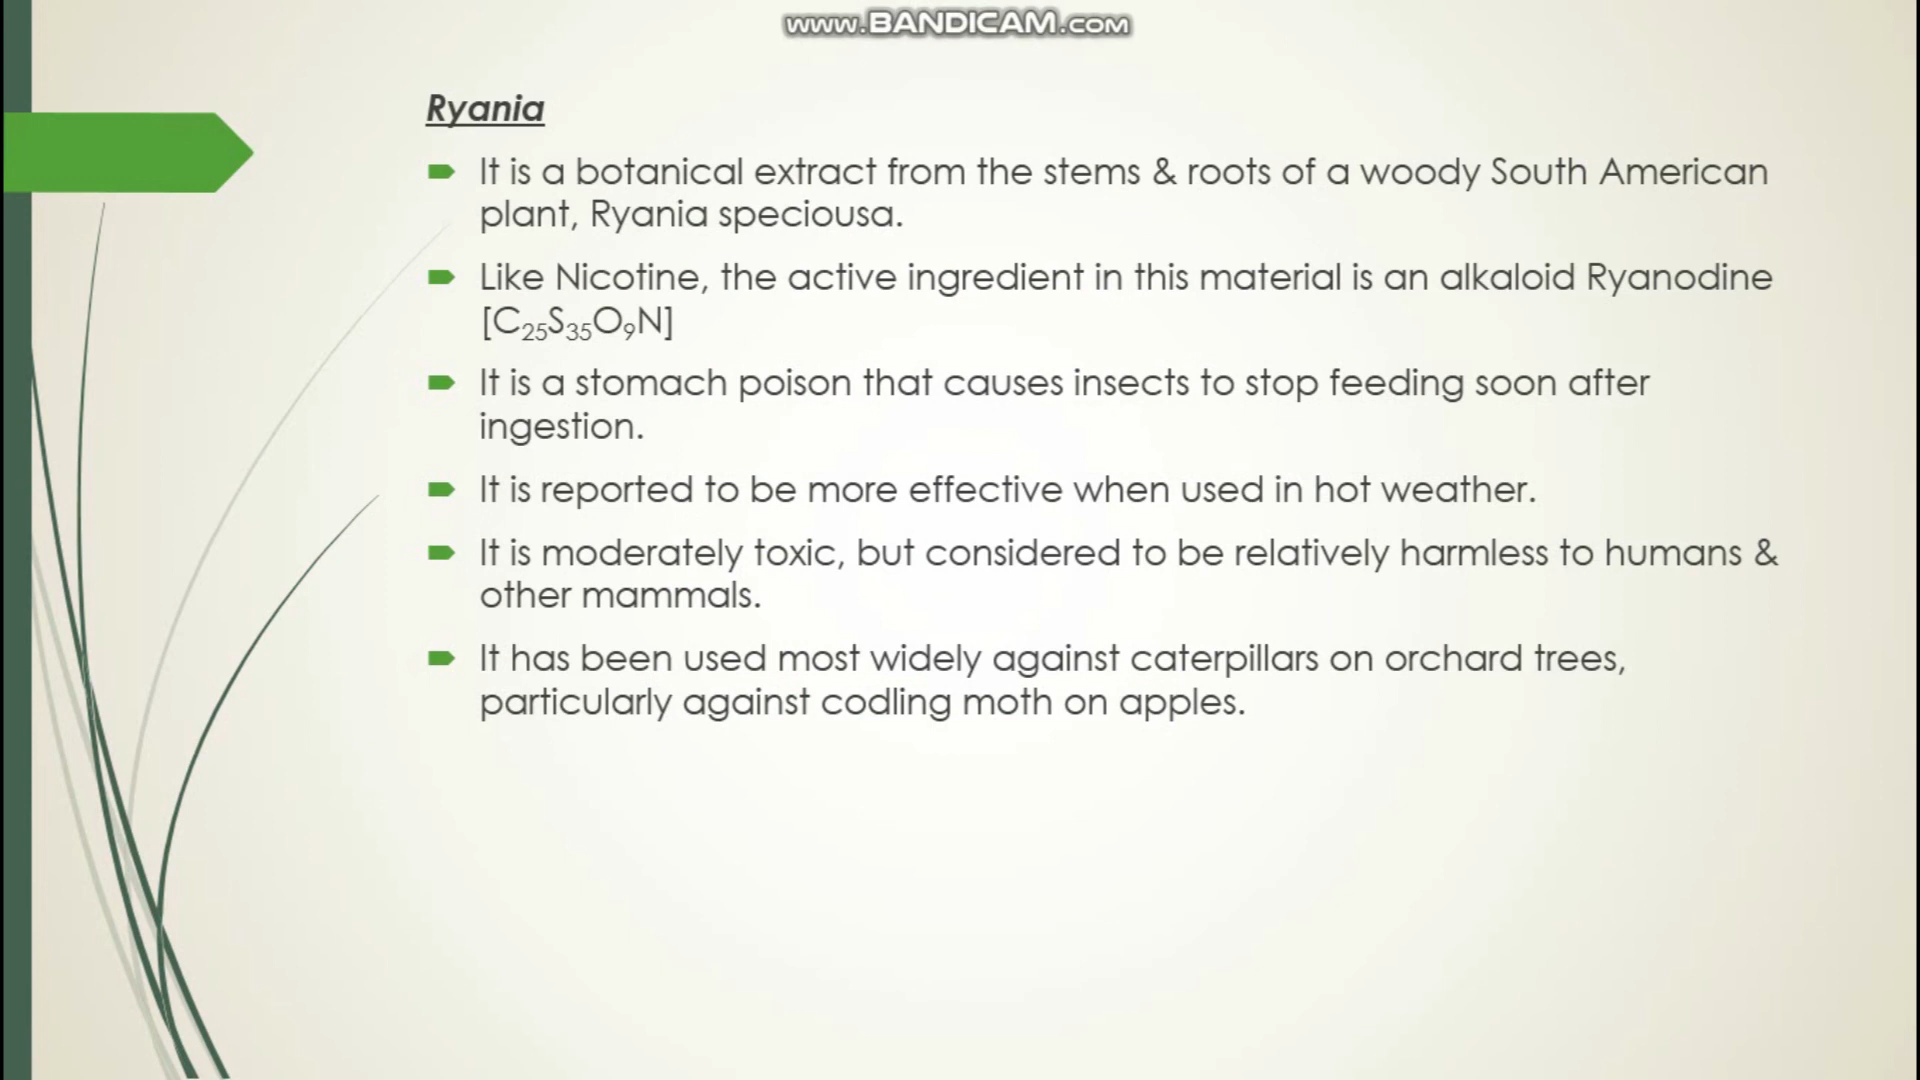 www.BANDICAM.com
Ryania
It is a botanical extract from the stems & roots of a woody South American
plant, Ryania speciousa.
Like Nicotine, the active ingredient in this material is an alkaloid Ryanodine
[C₂₅S₃₅O₉N]
It is a stomach poison that causes insects to stop feeding soon after
ingestion.
It is reported to be more effective when used in hot weather.
It is moderately toxic, but considered to be relatively harmless to humans &
other mammals.
It has been used most widely against caterpillars on orchard trees,
particularly against codling moth on apples.